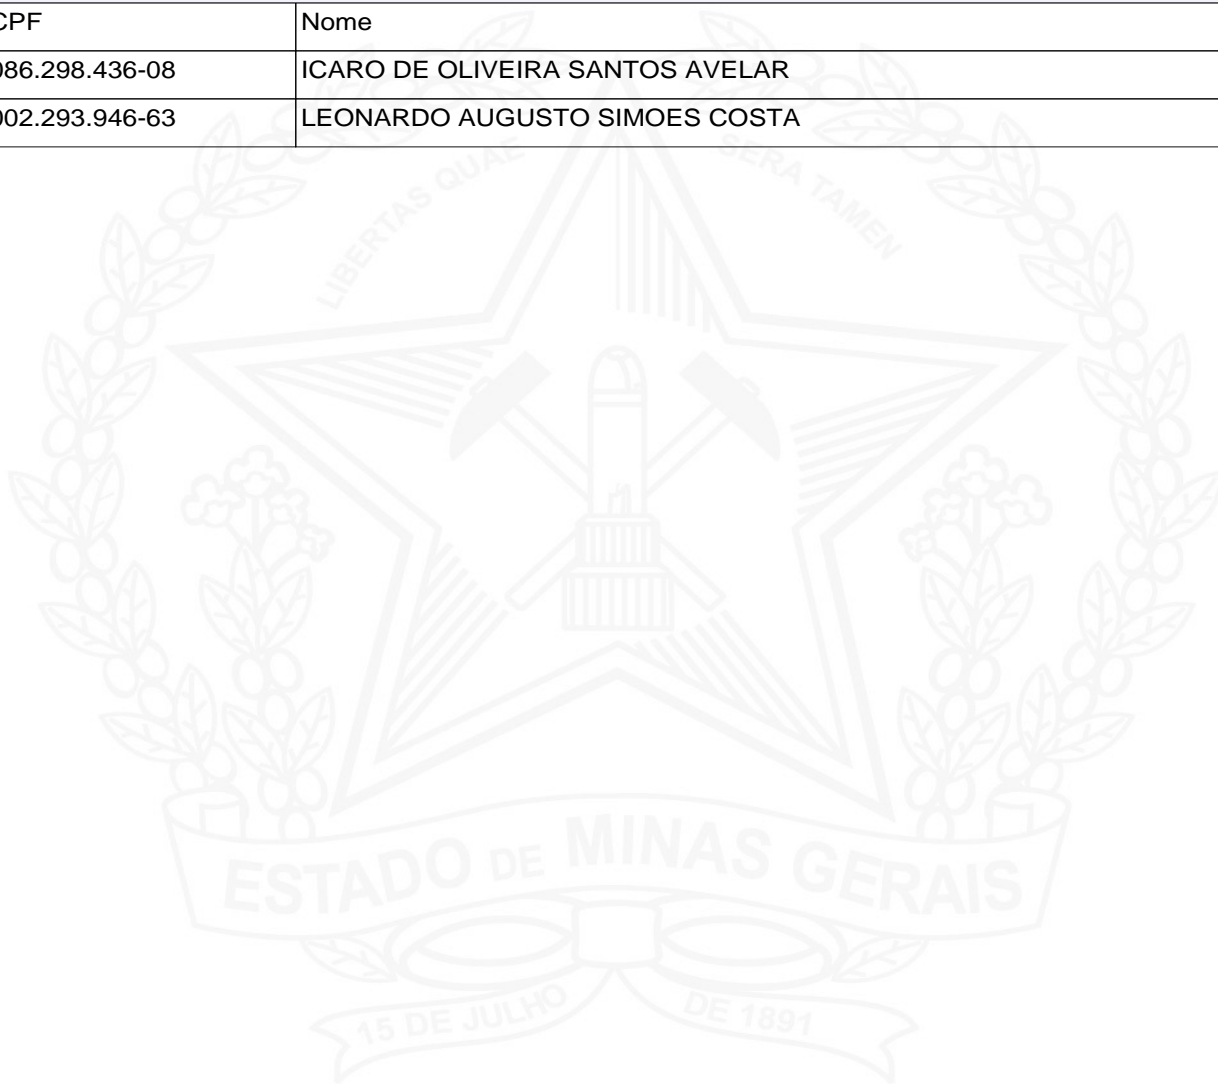 CPF Nome
086.298.436-08 ICARO DE OLIVEIRA SANTOS AVELAR
002.293.946-63 LEONARDO AUGUSTO SIMOES COSTA
LIBERTAS QUAE SERA TAMEN
ESTADO DE MINAS GERAIS
15 DE JULHO DE 1891